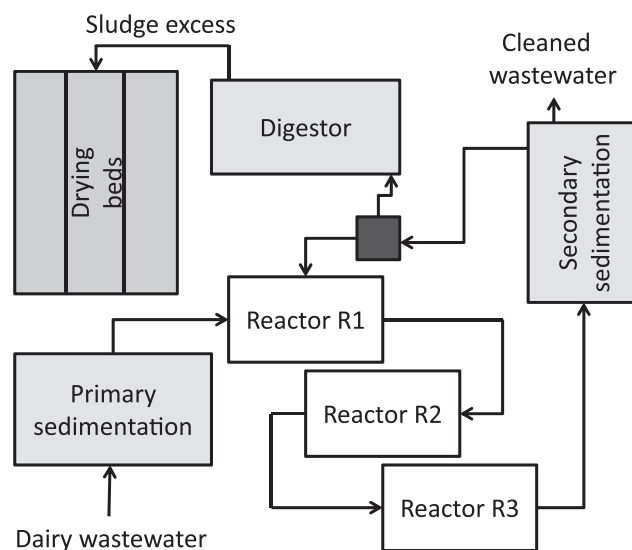 Sludge excess
Cleaned
wastewater
Digestor
Drying
beds
Secondary
sedimentation
Reactor R1
Primary
sedimentation
Reactor R2
Reactor R3
Dairy wastewater